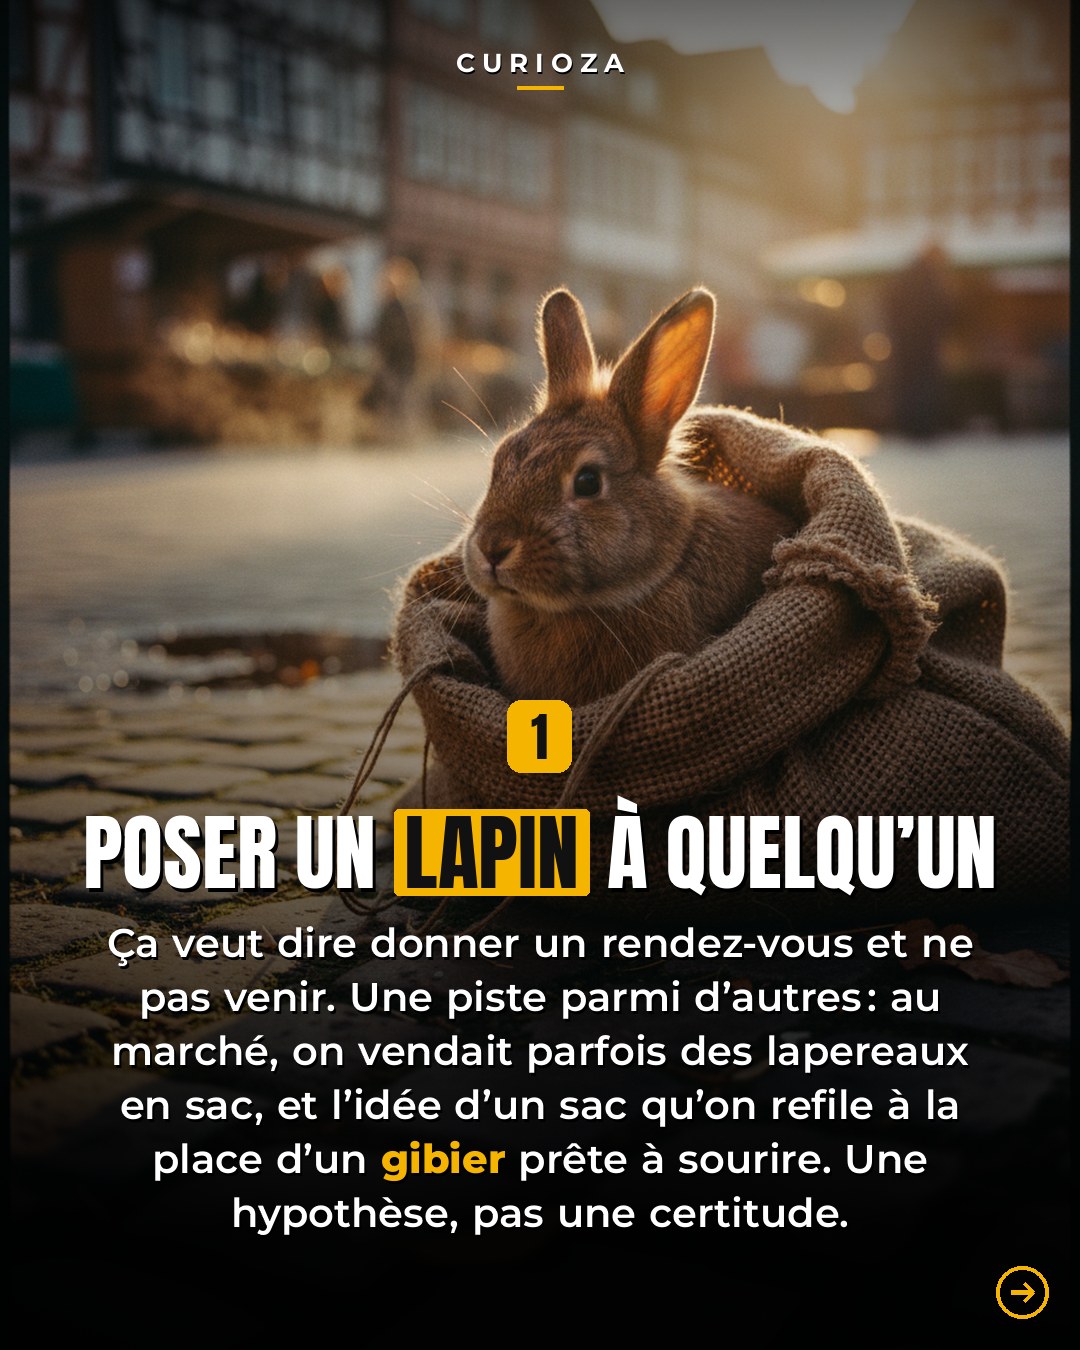 CURIOZA
1
POSER UN LAPIN À QUELQU’UN
Ça veut dire donner un rendez-vous et ne
pas venir. Une piste parmi d’autres : au
marché, on vendait parfois des lapereaux
en sac, et l’idée d’un sac qu’on refile à la
place d’un gibier prête à sourire. Une
hypothèse, pas une certitude.